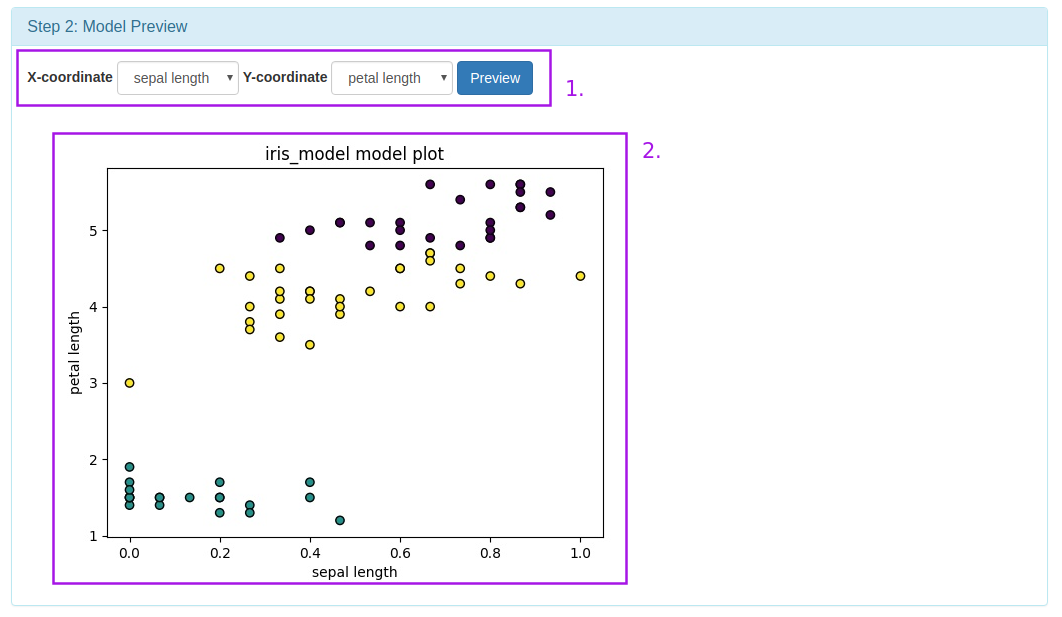 Step 2: Model Preview
X-coordinate sepal length Y-coordinate petal length Preview
1.
2.
iris_model model plot
petal length
5
4
3
2
1
0.0 0.2 0.4 0.6 0.8 1.0
sepal length